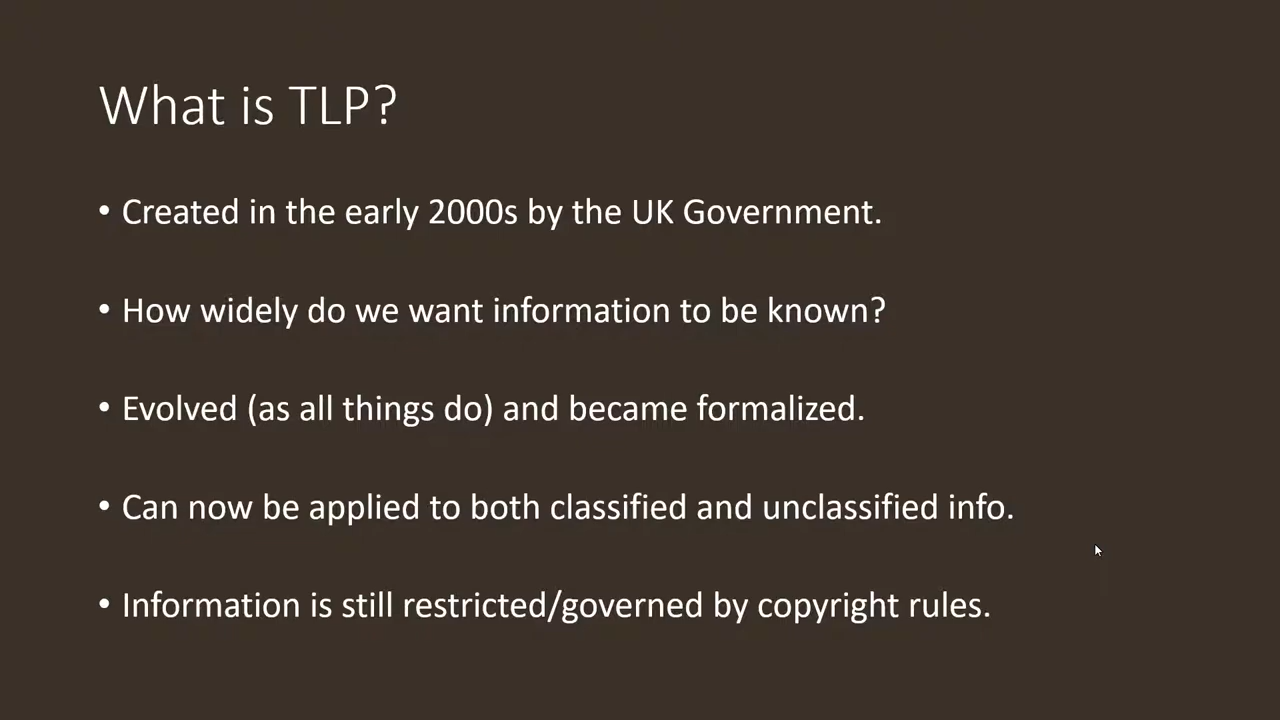 What is TLP?
• Created in the early 2000s by the UK Government.
• How widely do we want information to be known?
• Evolved (as all things do) and became formalized.
• Can now be applied to both classified and unclassified info.
• Information is still restricted/governed by copyright rules.